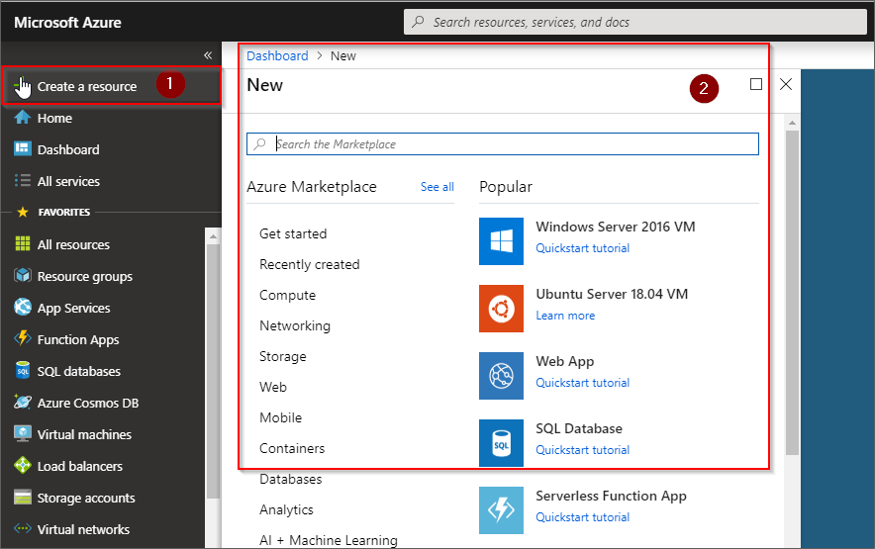 Microsoft Azure
Search resources, services, and docs
«
Create a resource
1
Home
Dashboard
All services
FAVORITES
All resources
Resource groups
App Services
Function Apps
SQL databases
Azure Cosmos DB
Virtual machines
Load balancers
Storage accounts
Virtual networks
Dashboard > New
New
2
Search the Marketplace
Azure Marketplace
See all
Get started
Recently created
Compute
Networking
Storage
Web
Mobile
Containers
Databases
Analytics
AI + Machine Learning
Popular
Windows Server 2016 VM
Quickstart tutorial
Ubuntu Server 18.04 VM
Learn more
Web App
Quickstart tutorial
SQL
SQL Database
Quickstart tutorial
Serverless Function App
Quickstart tutorial